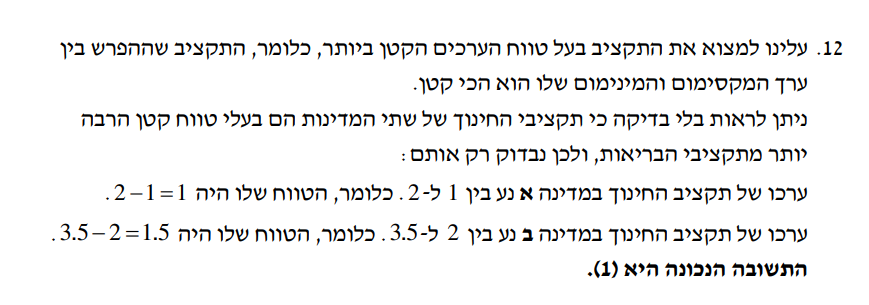 12. עלינו למצוא את התקציב בעל טווח הערכים הקטן ביותר, כלומר, התקציב שההפרש בין
ערך המקסימום והמינימום שלו הוא הכי קטן.
ניתן לראות בלי בדיקה כי תקציבי החינוך של שתי המדינות הם בעלי טווח קטן הרבה
יותר מתקציבי הבריאות, ולכן נבדוק רק אותם:
ערכו של תקציב החינוך במדינה א נע בין 1 ל-2. כלומר, הטווח שלו היה 2−1=1.
ערכו של תקציב החינוך במדינה ב נע בין 2 ל-3.5. כלומר, הטווח שלו היה 3.5−2=1.5.
התשובה הנכונה היא (1).